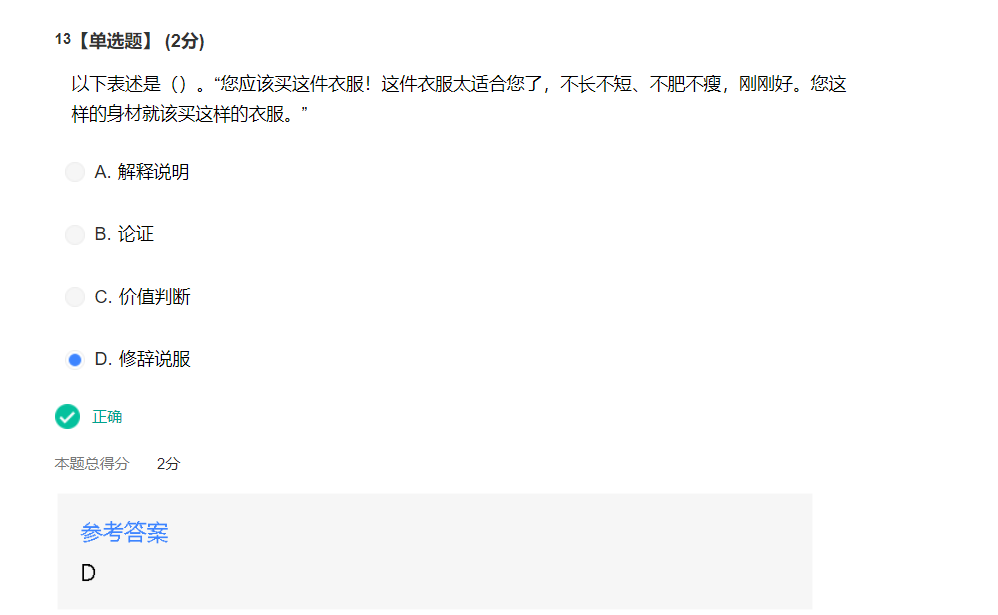 13【单选题】 (2分)
以下表述是（）。“您应该买这件衣服！这件衣服太适合您了，不长不短、不肥不瘦，刚刚好。您这
样的身材就该买这样的衣服。”
A. 解释说明
B. 论证
C. 价值判断
D. 修辞说服
正确
本题总得分 2分
参考答案
D